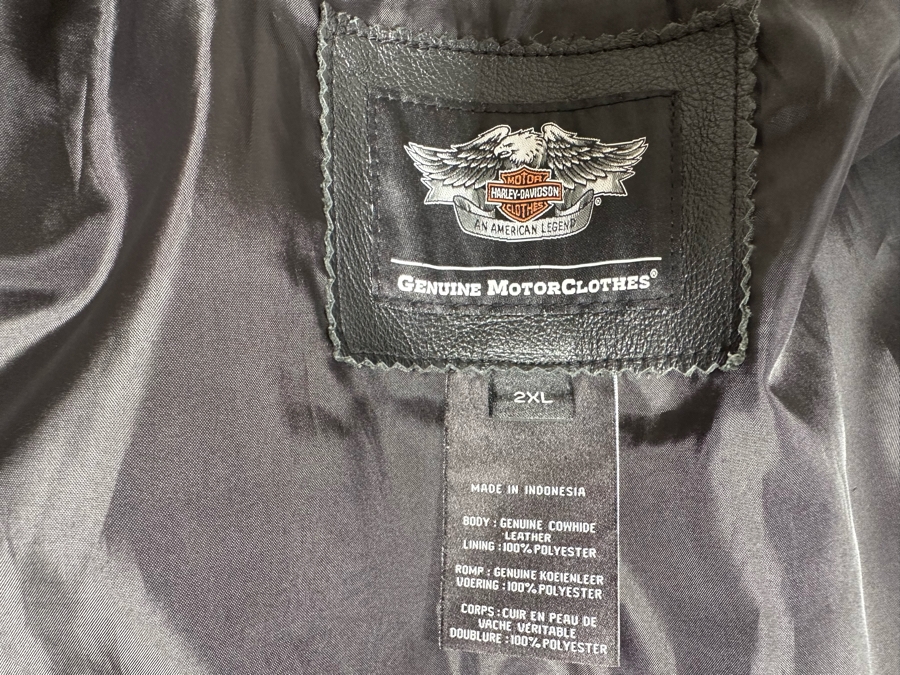 MOTOR
HARLEY-DAVIDSON
CLOTHES
®
AN AMERICAN LEGEND
GENUINE MOTORCLOTHES®
2XL
MADE IN INDONESIA
BODY : GENUINE COWHIDE
LEATHER
LINING :100% POLYESTER
ROMP : GENUINE KOEIENLEER
VOERING :100% POLYESTER
CORPS : CUIR EN PEAU DE
VACHE VÉRITABLE
DOUBLURE :100% POLYESTER